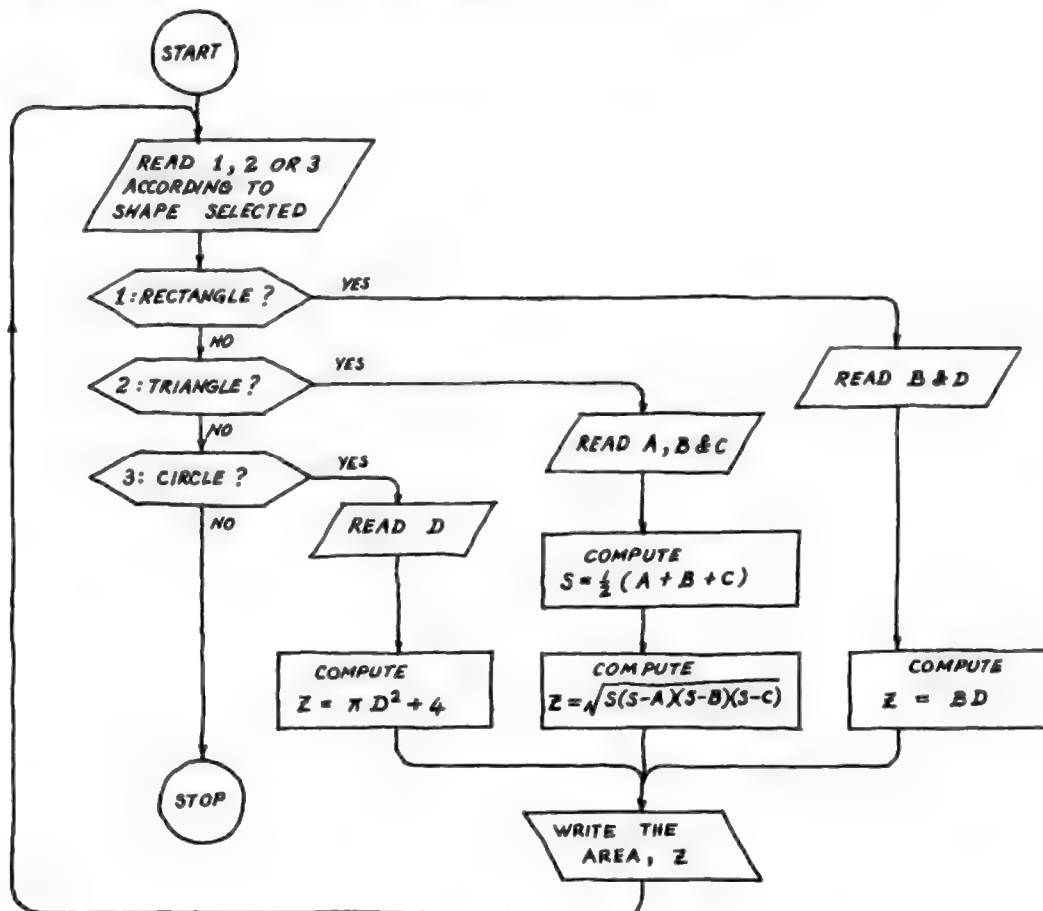 START
READ 1, 2 OR 3
ACCORDING TO
SHAPE SELECTED
1: RECTANGLE ?
YES
NO
2: TRIANGLE ?
YES
NO
3: CIRCLE ?
YES
NO
READ B & D
READ A, B & C
READ D
COMPUTE
S = ½ (A + B + C)
COMPUTE
Z = π D² + 4
COMPUTE
Z = √S(S-A)(S-B)(S-C)
COMPUTE
Z = BD
STOP
WRITE THE
AREA, Z